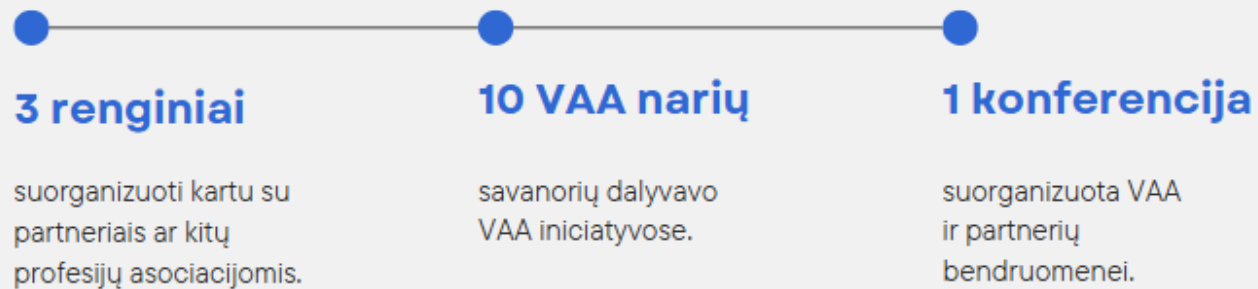 3 renginiai
suorganizuoti kartu su
partneriais ar kitų
profesijų asociacijomis.
10 VAA narių
savanorių dalyvavo
VAA iniciatyvose.
1 konferencija
suorganizuota VAA
ir partnerių
bendruomenei.